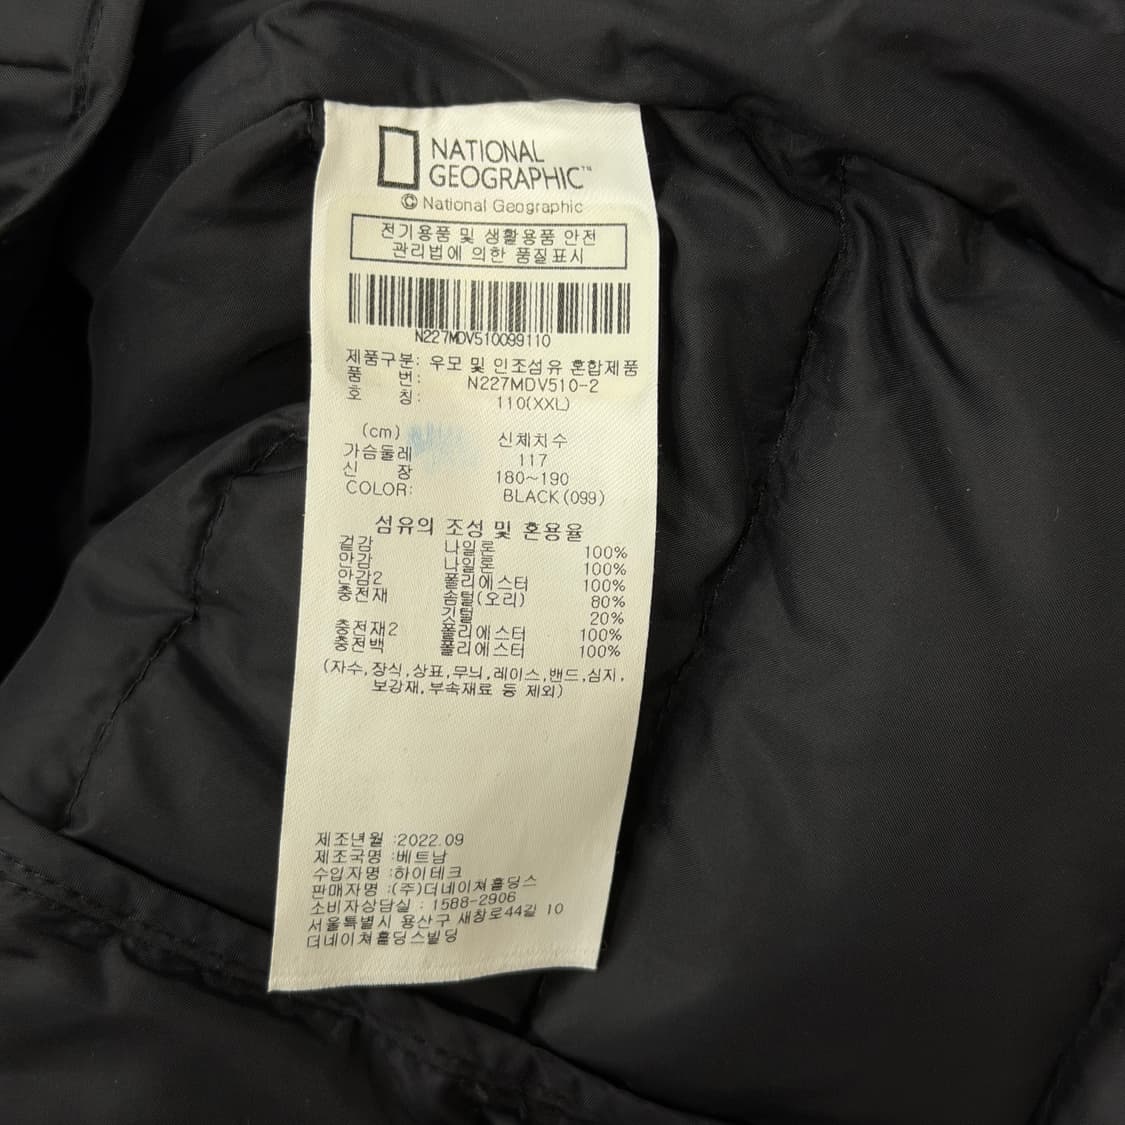 NATIONAL
GEOGRAPHIC™
© National Geographic
전기용품 및 생활용품 안전
관리법에 의한 품질표시
N227MDV510099110
제품구분: 우모 및 인조섬유 혼합제품
품 번: N227MDV510-2
호 칭: 110(XXL)
(cm) 신체치수
가슴둘레 117
신 장 180~190
COLOR: BLACK(099)
섬유의 조성 및 혼용율
겉감 나일론 100%
안감 나일론 100%
안감2 폴리에스터 100%
충전재 솜털(오리) 80%
깃털 20%
충전재2 폴리에스터 100%
충전백 폴리에스터 100%
(자수,장식,상표,무늬,레이스,밴드,심지,
보강재,부속재료 등 제외)
제조년월 :2022.09
제조국명 :베트남
수입자명 :하이테크
판매자명 :(주)더네이쳐홀딩스
소비자상담실 : 1588-2906
서울특별시 용산구 새창로44길 10
더네이쳐홀딩스빌딩